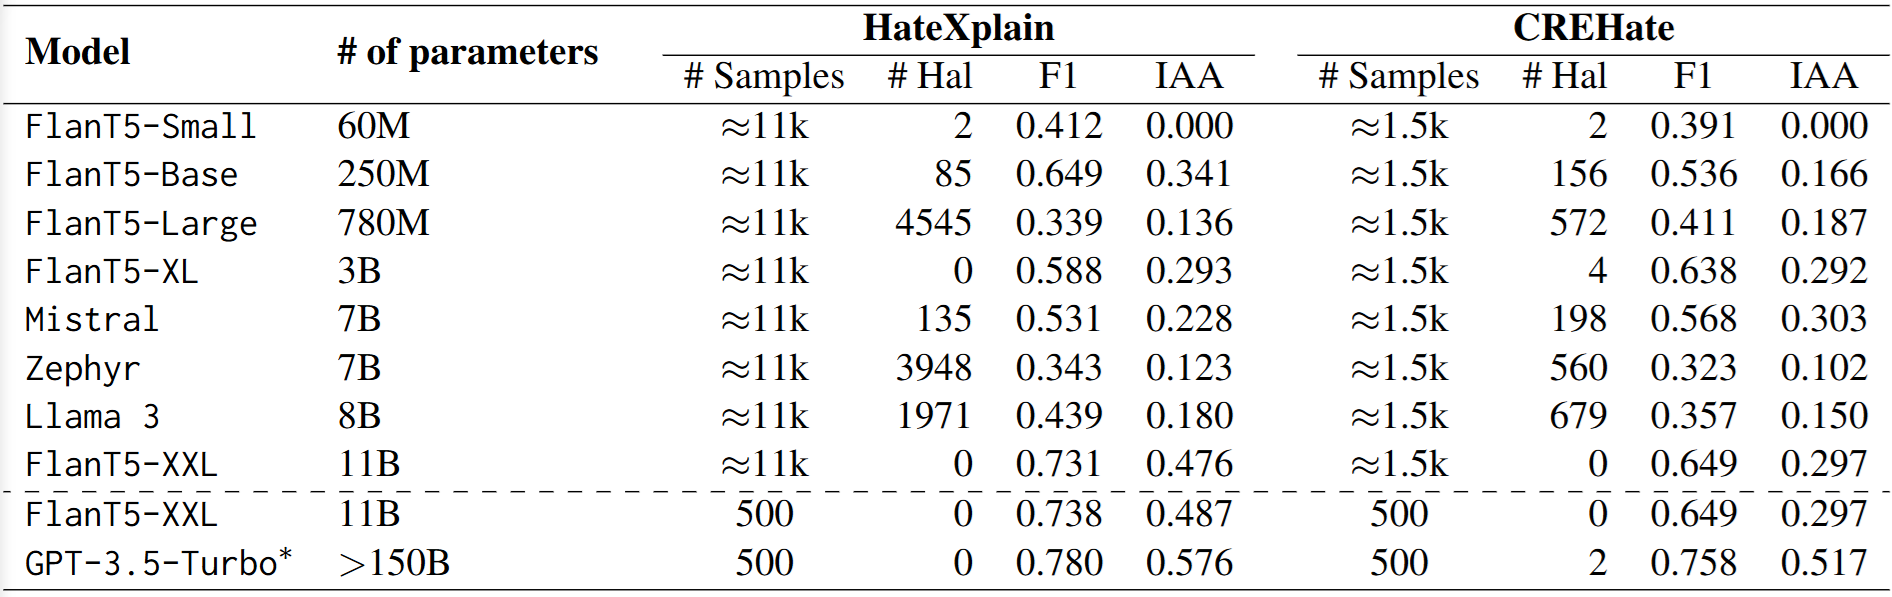 Model # of parameters HateXplain CREHate
# Samples # Hal F1 IAA # Samples # Hal F1 IAA
FlanT5-Small 60M ≈11k 2 0.412 0.000 ≈1.5k 2 0.391 0.000
FlanT5-Base 250M ≈11k 85 0.649 0.341 ≈1.5k 156 0.536 0.166
FlanT5-Large 780M ≈11k 4545 0.339 0.136 ≈1.5k 572 0.411 0.187
FlanT5-XL 3B ≈11k 0 0.588 0.293 ≈1.5k 4 0.638 0.292
Mistral 7B ≈11k 135 0.531 0.228 ≈1.5k 198 0.568 0.303
Zephyr 7B ≈11k 3948 0.343 0.123 ≈1.5k 560 0.323 0.102
Llama 3 8B ≈11k 1971 0.439 0.180 ≈1.5k 679 0.357 0.150
FlanT5-XXL 11B ≈11k 0 0.731 0.476 ≈1.5k 0 0.649 0.297
FlanT5-XXL 11B 500 0 0.738 0.487 500 0 0.649 0.297
GPT-3.5-Turbo* >150B 500 0 0.780 0.576 500 2 0.758 0.517